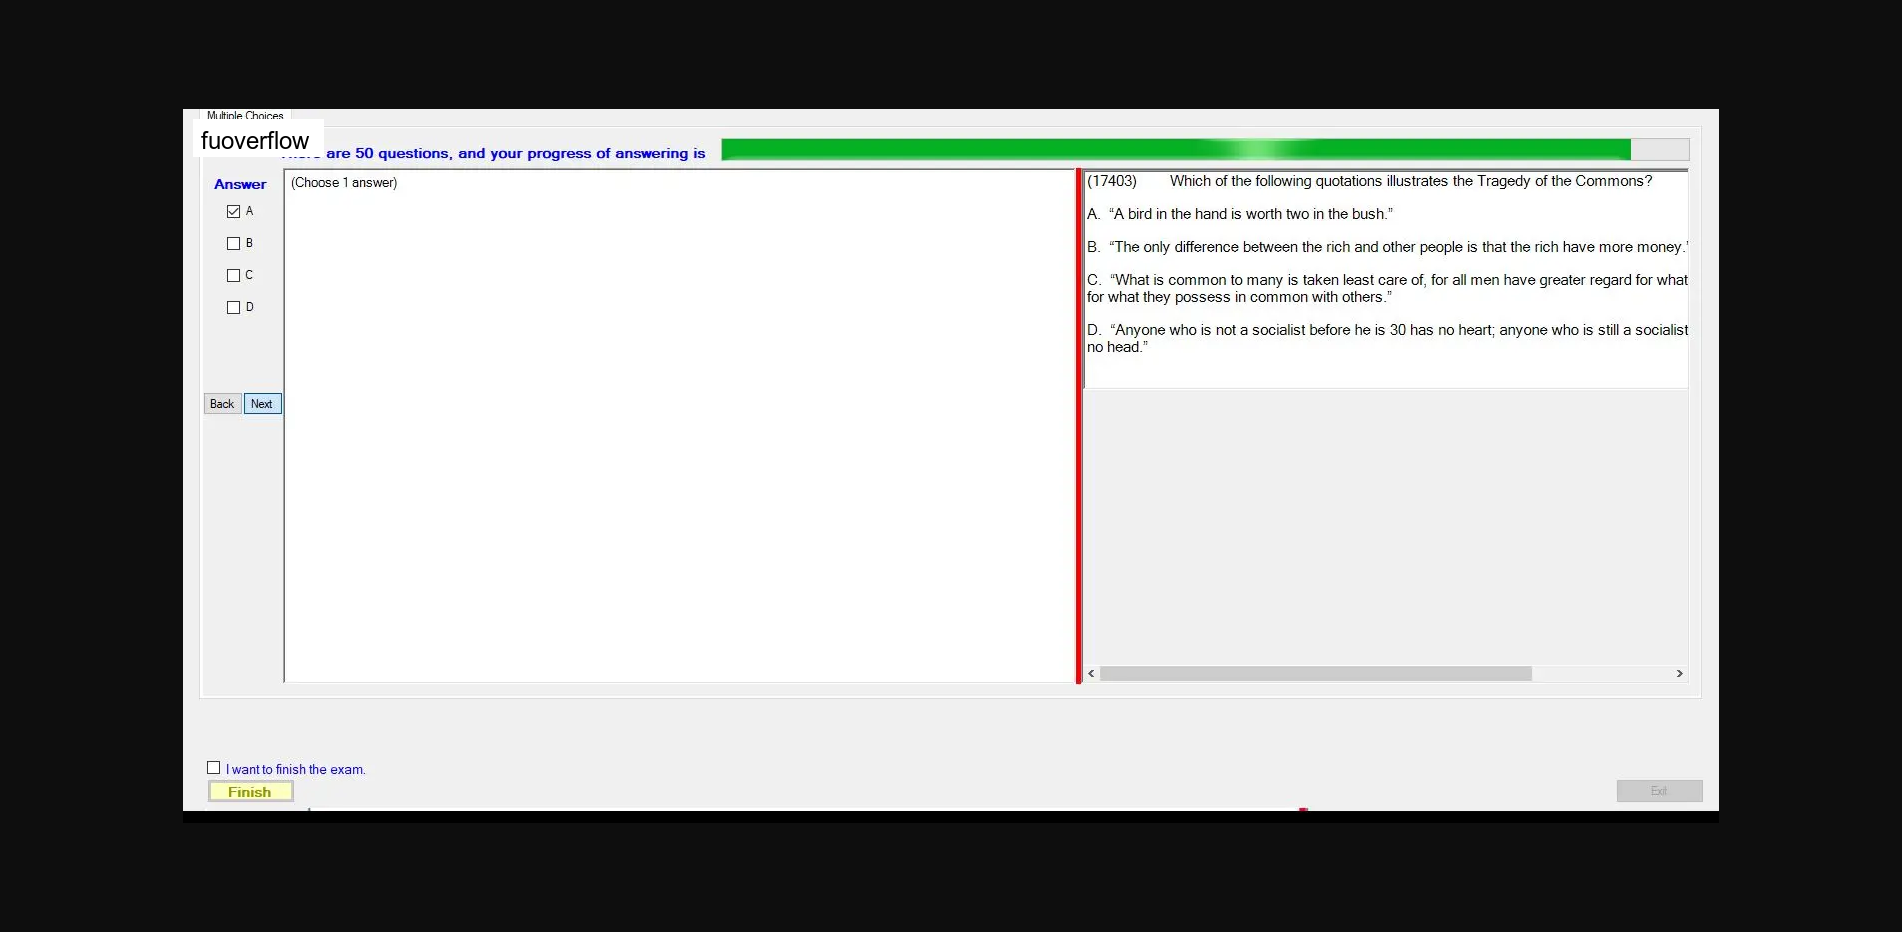 Multiple Choices
fuoverflow
are 50 questions, and your progress of answering is
Answer
A
B
C
D
Back Next
(Choose 1 answer)
(17403) Which of the following quotations illustrates the Tragedy of the Commons?
A. “A bird in the hand is worth two in the bush.”
B. “The only difference between the rich and other people is that the rich have more money.’
C. “What is common to many is taken least care of, for all men have greater regard for what
for what they possess in common with others.”
D. “Anyone who is not a socialist before he is 30 has no heart; anyone who is still a socialist
no head.”
I want to finish the exam.
Finish
Exit